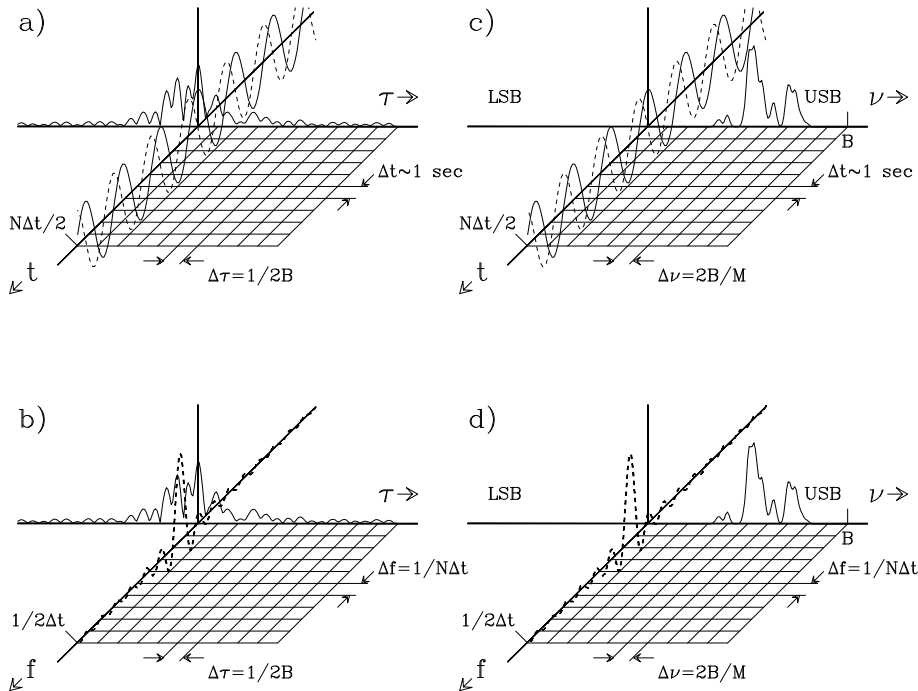 a)
τ
Δt~1 sec
NΔt/2
t
Δτ=1/2B
c)
LSB
USB
ν
B
Δt~1 sec
NΔt/2
t
Δν=2B/M
b)
τ
Δf=1/NΔt
1/2Δt
f
Δτ=1/2B
d)
LSB
USB
ν
B
Δf=1/NΔt
1/2Δt
f
Δν=2B/M